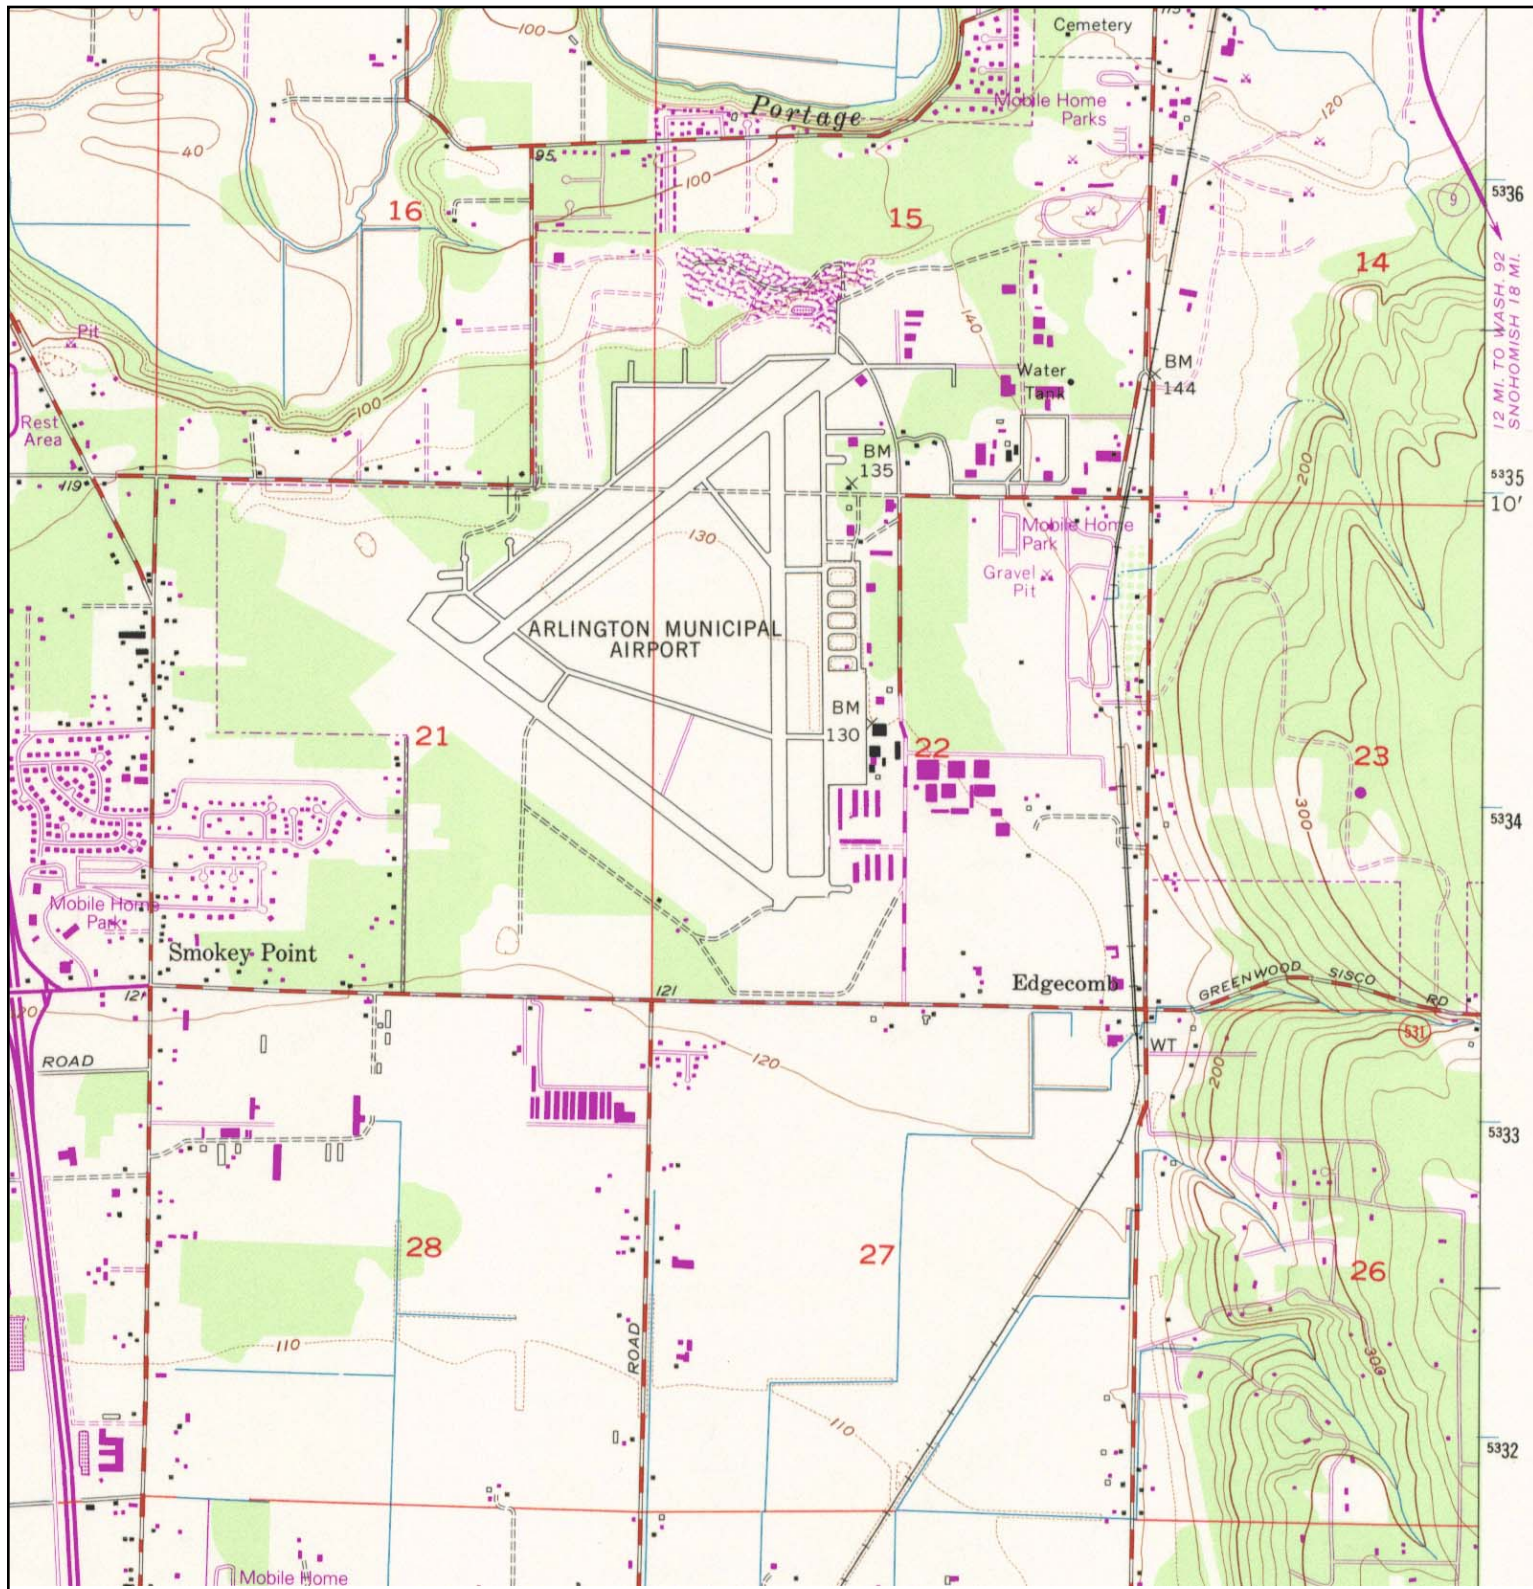 Cemetery
115
100
Portage
Mobile Home
Parks
120
40
95
100
5336
9
16
15
14
12 MI. TO WASH. 92
SNOHOMISH 18 MI.
Pit
140
Water
Tank
BM
144
100
Rest
Area
BM
135
200
119
5335
10'
Mobile Home
Park
130
Gravel
Pit
ARLINGTON MUNICIPAL
AIRPORT
BM
130
21
22
23
300
5334
Mobile Home
Park
Smokey Point
Edgecomb
GREENWOOD SISCO RD
121
121
120
531
ROAD
120
WT
200
5333
28
27
26
110
ROAD
300
110
5332
Mobile Home